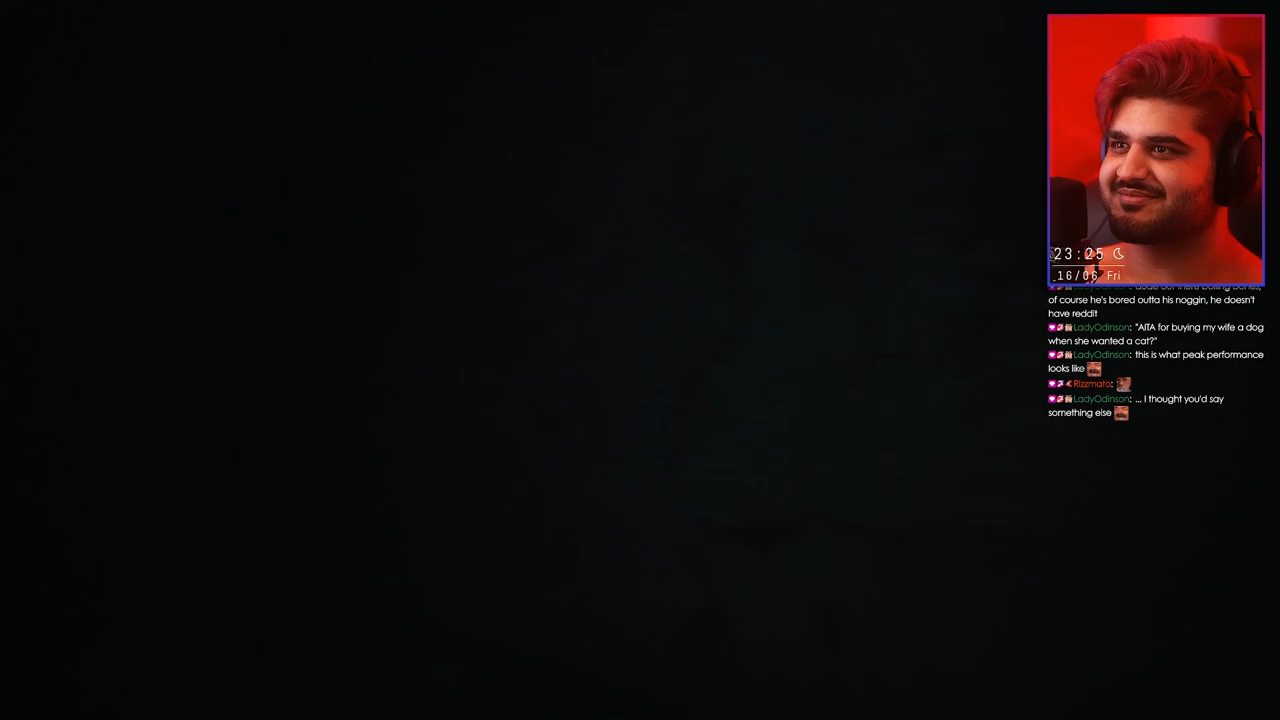 23:25
16/06 Fri
of course he's bored outta his noggin, he doesn't
have reddit
LadyOdinson: "AITA for buying my wife a dog
when she wanted a cat?"
LadyOdinson: this is what peak performance
looks like
Rizzmato:
LadyOdinson: ... I thought you'd say
something else